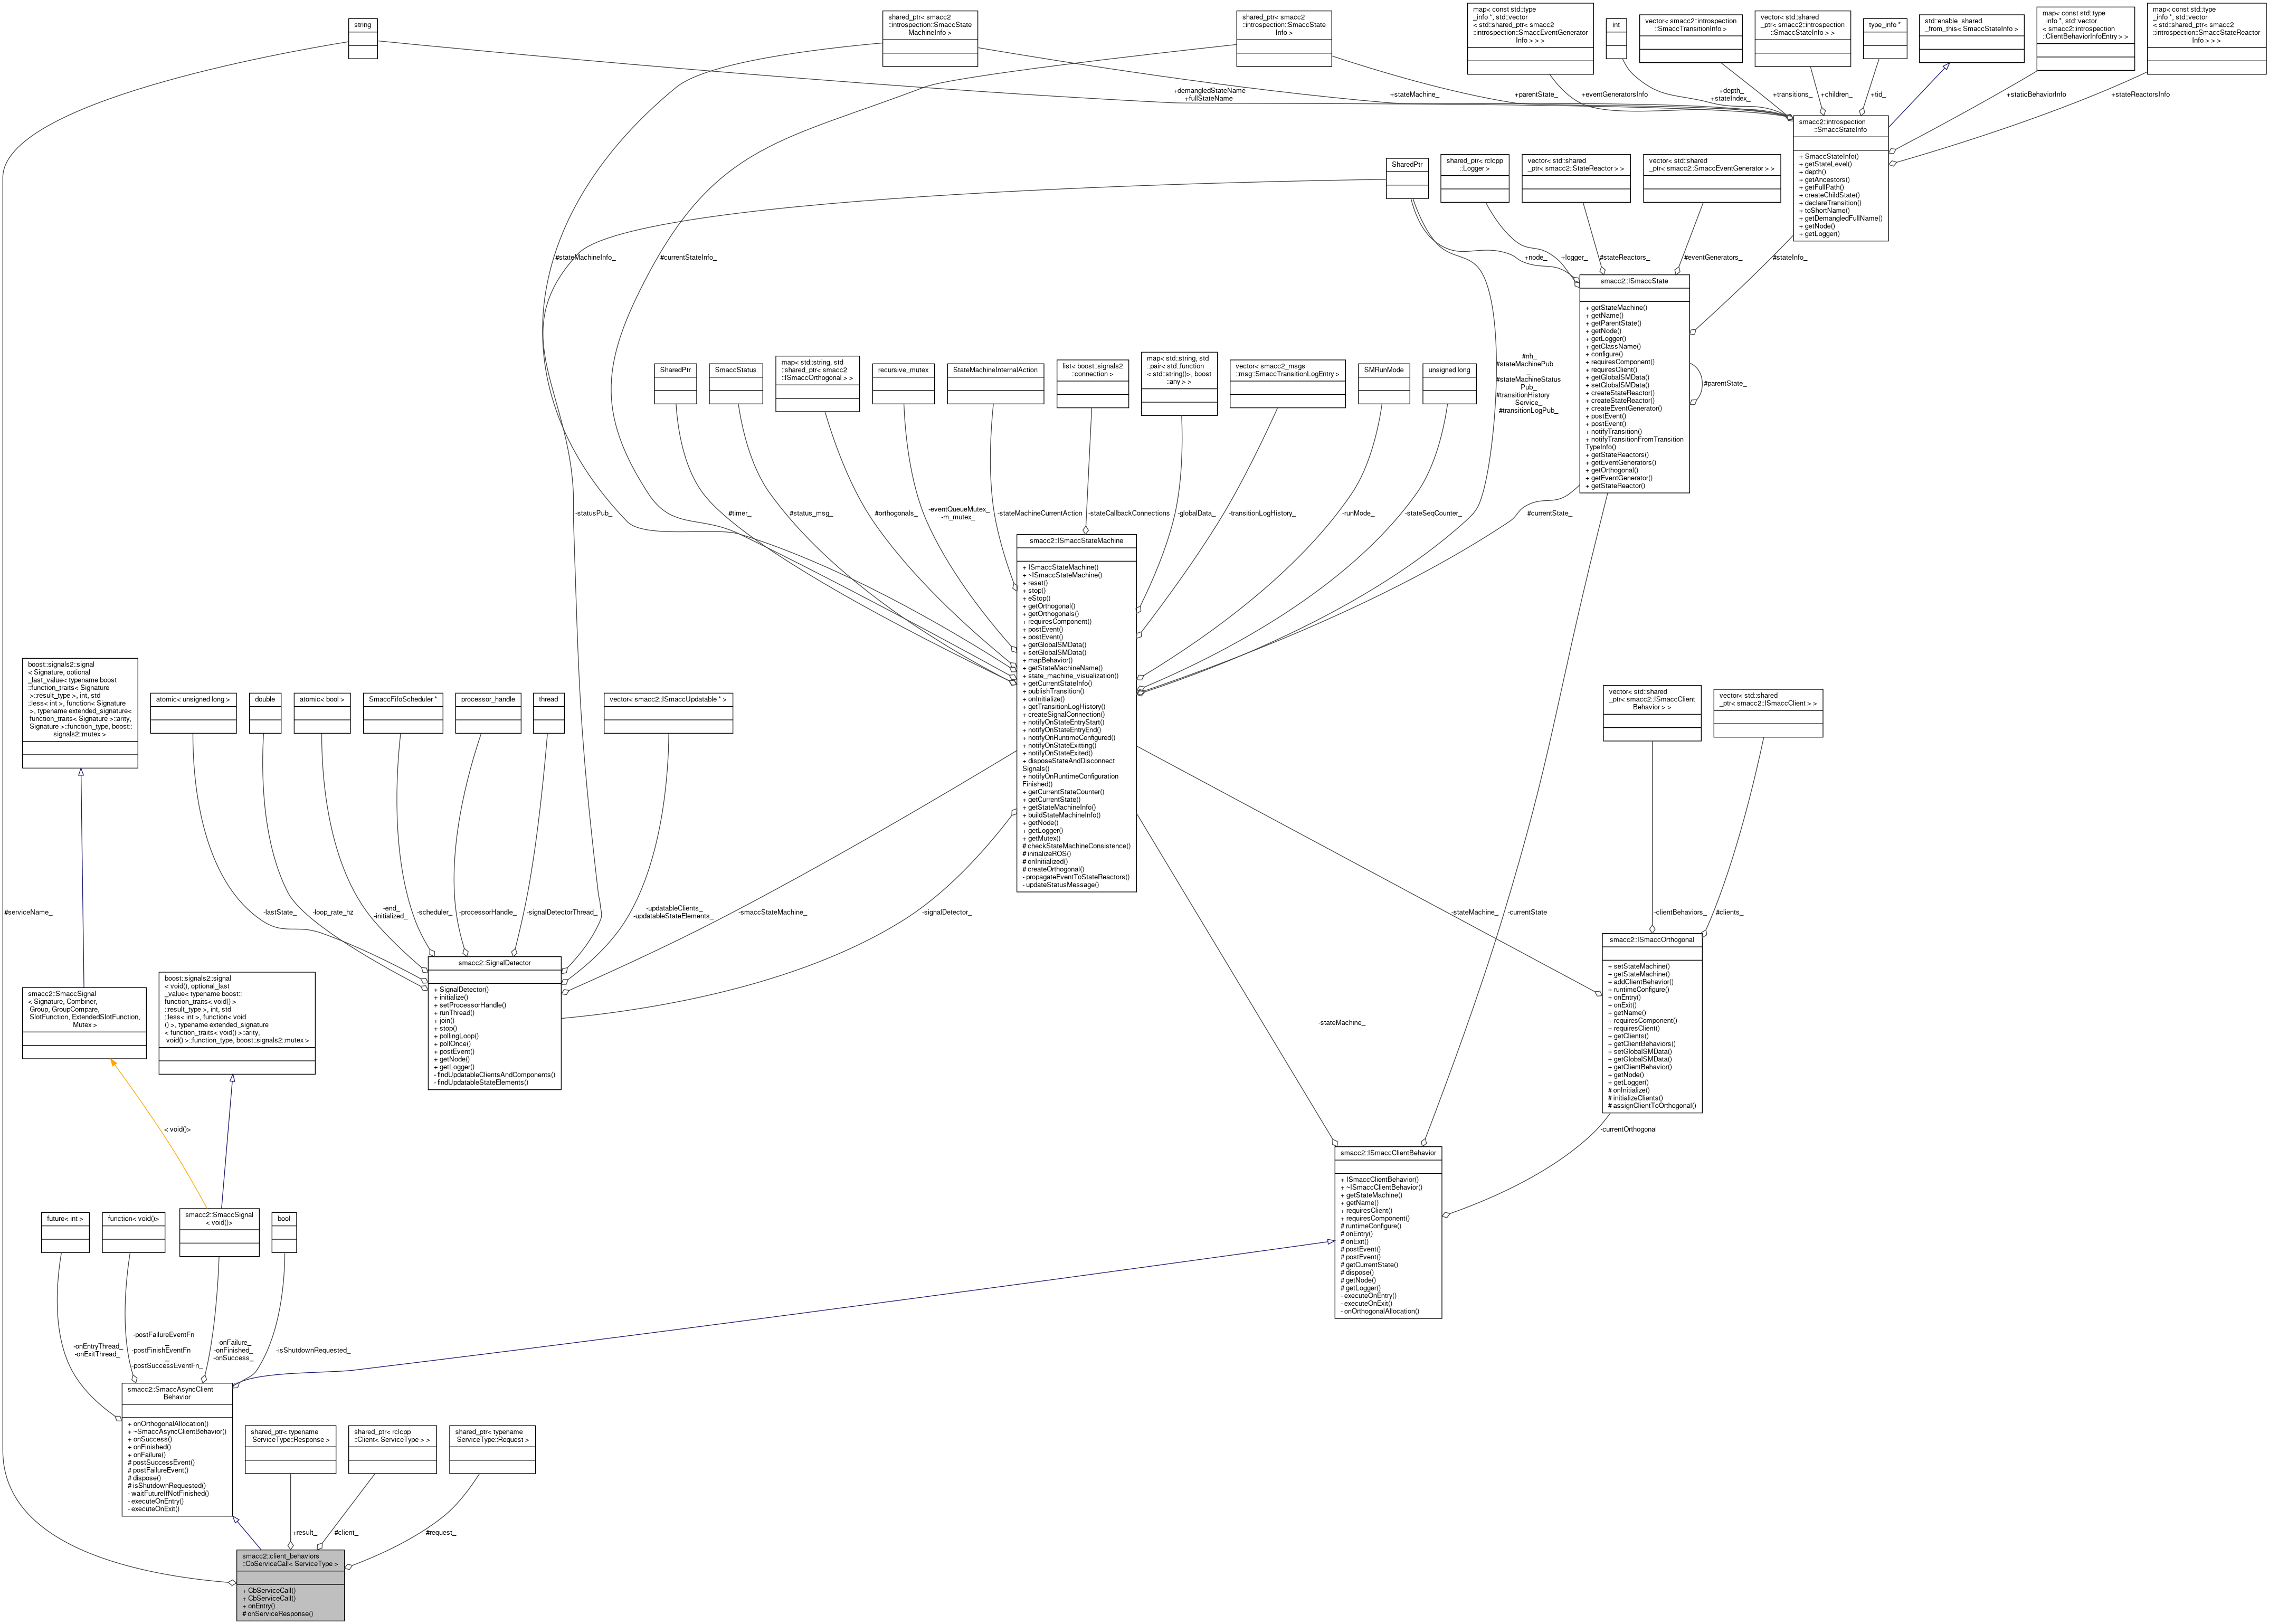 string
shared_ptr< smacc2
::introspection::SmaccState
MachineInfo >
shared_ptr< smacc2
::introspection::SmaccState
Info >
map< const std::type
_info *, std::vector
< std::shared_ptr< smacc2
::introspection::SmaccEventGenerator
Info > > >
int
vector< smacc2::introspection
::SmaccTransitionInfo >
vector< std::shared
_ptr< smacc2::introspection
::SmaccStateInfo > >
type_info *
std::enable_shared
_from_this< SmaccStateInfo >
map< const std::type
_info *, std::vector
< smacc2::introspection
::ClientBehaviorInfoEntry > >
map< const std::type
_info *, std::vector
< std::shared_ptr< smacc2
::introspection::SmaccStateReactor
Info > > >
+demangledStateName
+fullStateName
+stateMachine_
+parentState_
+eventGeneratorsInfo
+depth_
+stateIndex_
+transitions_
+children_
+tid_
+staticBehaviorInfo
+stateReactorsInfo
smacc2::introspection
::SmaccStateInfo
+ SmaccStateInfo()
+ getStateLevel()
+ depth()
+ getAncestors()
+ getFullPath()
+ createChildState()
+ declareTransition()
+ toShortName()
+ getDemangledFullName()
+ getNode()
+ getLogger()
SharedPtr
shared_ptr< rclcpp
::Logger >
vector< std::shared
_ptr< smacc2::StateReactor > >
vector< std::shared
_ptr< smacc2::SmaccEventGenerator > >
#stateMachineInfo_
#currentStateInfo_
+node_
+logger_
#stateReactors_
#eventGenerators_
#stateInfo_
smacc2::ISmaccState
+ getStateMachine()
+ getName()
+ getParentState()
+ getNode()
+ getLogger()
+ getClassName()
+ configure()
+ requiresComponent()
+ requiresClient()
+ getGlobalSMData()
+ setGlobalSMData()
+ createStateReactor()
+ createStateReactor()
+ createEventGenerator()
+ postEvent()
+ postEvent()
+ notifyTransition()
+ notifyTransitionFromTransition
TypeInfo()
+ getStateReactors()
+ getEventGenerators()
+ getOrthogonal()
+ getEventGenerator()
+ getStateReactor()
#parentState_
SharedPtr
SmaccStatus
map< std::string, std
::shared_ptr< smacc2
::ISmaccOrthogonal > >
recursive_mutex
StateMachineInternalAction
list< boost::signals2
::connection >
map< std::string, std
::pair< std::function
< std::string()>, boost
::any > >
vector< smacc2_msgs
::msg::SmaccTransitionLogEntry >
SMRunMode
unsigned long
#nh_
#stateMachinePub
_
#stateMachineStatus
Pub_
#transitionHistory
Service_
#transitionLogPub_
-statusPub_
#timer_
#status_msg_
#orthogonals_
-eventQueueMutex_
-m_mutex_
-stateMachineCurrentAction
-stateCallbackConnections
-globalData_
-transitionLogHistory_
-runMode_
-stateSeqCounter_
#currentState_
smacc2::ISmaccStateMachine
+ ISmaccStateMachine()
+ ~ISmaccStateMachine()
+ reset()
+ stop()
+ eStop()
+ getOrthogonal()
+ getOrthogonals()
+ requiresComponent()
+ postEvent()
+ postEvent()
+ getGlobalSMData()
+ setGlobalSMData()
+ mapBehavior()
+ getStateMachineName()
+ state_machine_visualization()
+ getCurrentStateInfo()
+ publishTransition()
+ onInitialize()
+ getTransitionLogHistory()
+ createSignalConnection()
+ notifyOnStateEntryStart()
+ notifyOnStateEntryEnd()
+ notifyOnRuntimeConfigured()
+ notifyOnStateExitting()
+ notifyOnStateExited()
+ disposeStateAndDisconnect
Signals()
+ notifyOnRuntimeConfiguration
Finished()
+ getCurrentStateCounter()
+ getCurrentState()
+ getStateMachineInfo()
+ buildStateMachineInfo()
+ getNode()
+ getLogger()
+ getMutex()
# checkStateMachineConsistence()
# initializeROS()
# onInitialized()
# createOrthogonal()
- propagateEventToStateReactors()
- updateStatusMessage()
boost::signals2::signal
< Signature, optional
_last_value< typename boost
::function_traits< Signature
>::result_type >, int, std
::less< int >, function< Signature
>, typename extended_signature<
function_traits< Signature >::arity,
Signature >::function_type, boost::
signals2::mutex >
atomic< unsigned long >
double
atomic< bool >
SmaccFifoScheduler *
processor_handle
thread
vector< smacc2::ISmaccUpdatable * >
vector< std::shared
_ptr< smacc2::ISmaccClient
Behavior > >
vector< std::shared
_ptr< smacc2::ISmaccClient > >
#serviceName_
-lastState_
-loop_rate_hz
-end_
-initialized_
-scheduler_
-processorHandle_
-signalDetectorThread_
-updatableClients_
-updatableStateElements_
-smaccStateMachine_
-signalDetector_
-stateMachine_
-currentState
-clientBehaviors_
#clients_
smacc2::SignalDetector
+ SignalDetector()
+ initialize()
+ setProcessorHandle()
+ runThread()
+ join()
+ stop()
+ pollingLoop()
+ pollOnce()
+ postEvent()
+ getNode()
+ getLogger()
- findUpdatableClientsAndComponents()
- findUpdatableStateElements()
smacc2::ISmaccOrthogonal
+ setStateMachine()
+ getStateMachine()
+ addClientBehavior()
+ runtimeConfigure()
+ onEntry()
+ onExit()
+ getName()
+ requiresComponent()
+ requiresClient()
+ getClients()
+ getClientBehaviors()
+ setGlobalSMData()
+ getGlobalSMData()
+ getClientBehavior()
+ getNode()
+ getLogger()
# onInitialize()
# initializeClients()
# assignClientToOrthogonal()
smacc2::SmaccSignal
< Signature, Combiner,
Group, GroupCompare,
SlotFunction, ExtendedSlotFunction,
Mutex >
boost::signals2::signal
< void(), optional_last
_value< typename boost::
function_traits< void() >
::result_type >, int, std
::less< int >, function< void
() >, typename extended_signature
< function_traits< void() >::arity,
void() >::function_type, boost::signals2::mutex >
-stateMachine_
< void()>
-currentOrthogonal
smacc2::ISmaccClientBehavior
+ ISmaccClientBehavior()
+ ~ISmaccClientBehavior()
+ getStateMachine()
+ getName()
+ requiresClient()
+ requiresComponent()
# runtimeConfigure()
# onEntry()
# onExit()
# postEvent()
# postEvent()
# getCurrentState()
# dispose()
# getNode()
# getLogger()
- executeOnEntry()
- executeOnExit()
- onOrthogonalAllocation()
future< int >
function< void()>
smacc2::SmaccSignal
< void()>
bool
-onEntryThread_
-onExitThread_
-postFailureEventFn
_
-postFinishEventFn
_
-postSuccessEventFn_
-onFailure_
-onFinished_
-onSuccess_
-isShutdownRequested_
smacc2::SmaccAsyncClient
Behavior
+ onOrthogonalAllocation()
+ ~SmaccAsyncClientBehavior()
+ onSuccess()
+ onFinished()
+ onFailure()
# postSuccessEvent()
# postFailureEvent()
# dispose()
# isShutdownRequested()
- waitFutureIfNotFinished()
- executeOnEntry()
- executeOnExit()
shared_ptr< typename
ServiceType::Response >
shared_ptr< rclcpp
::Client< ServiceType > >
shared_ptr< typename
ServiceType::Request >
+result_
#client_
#request_
smacc2::client_behaviors
::CbServiceCall< ServiceType >
+ CbServiceCall()
+ CbServiceCall()
+ onEntry()
# onServiceResponse()